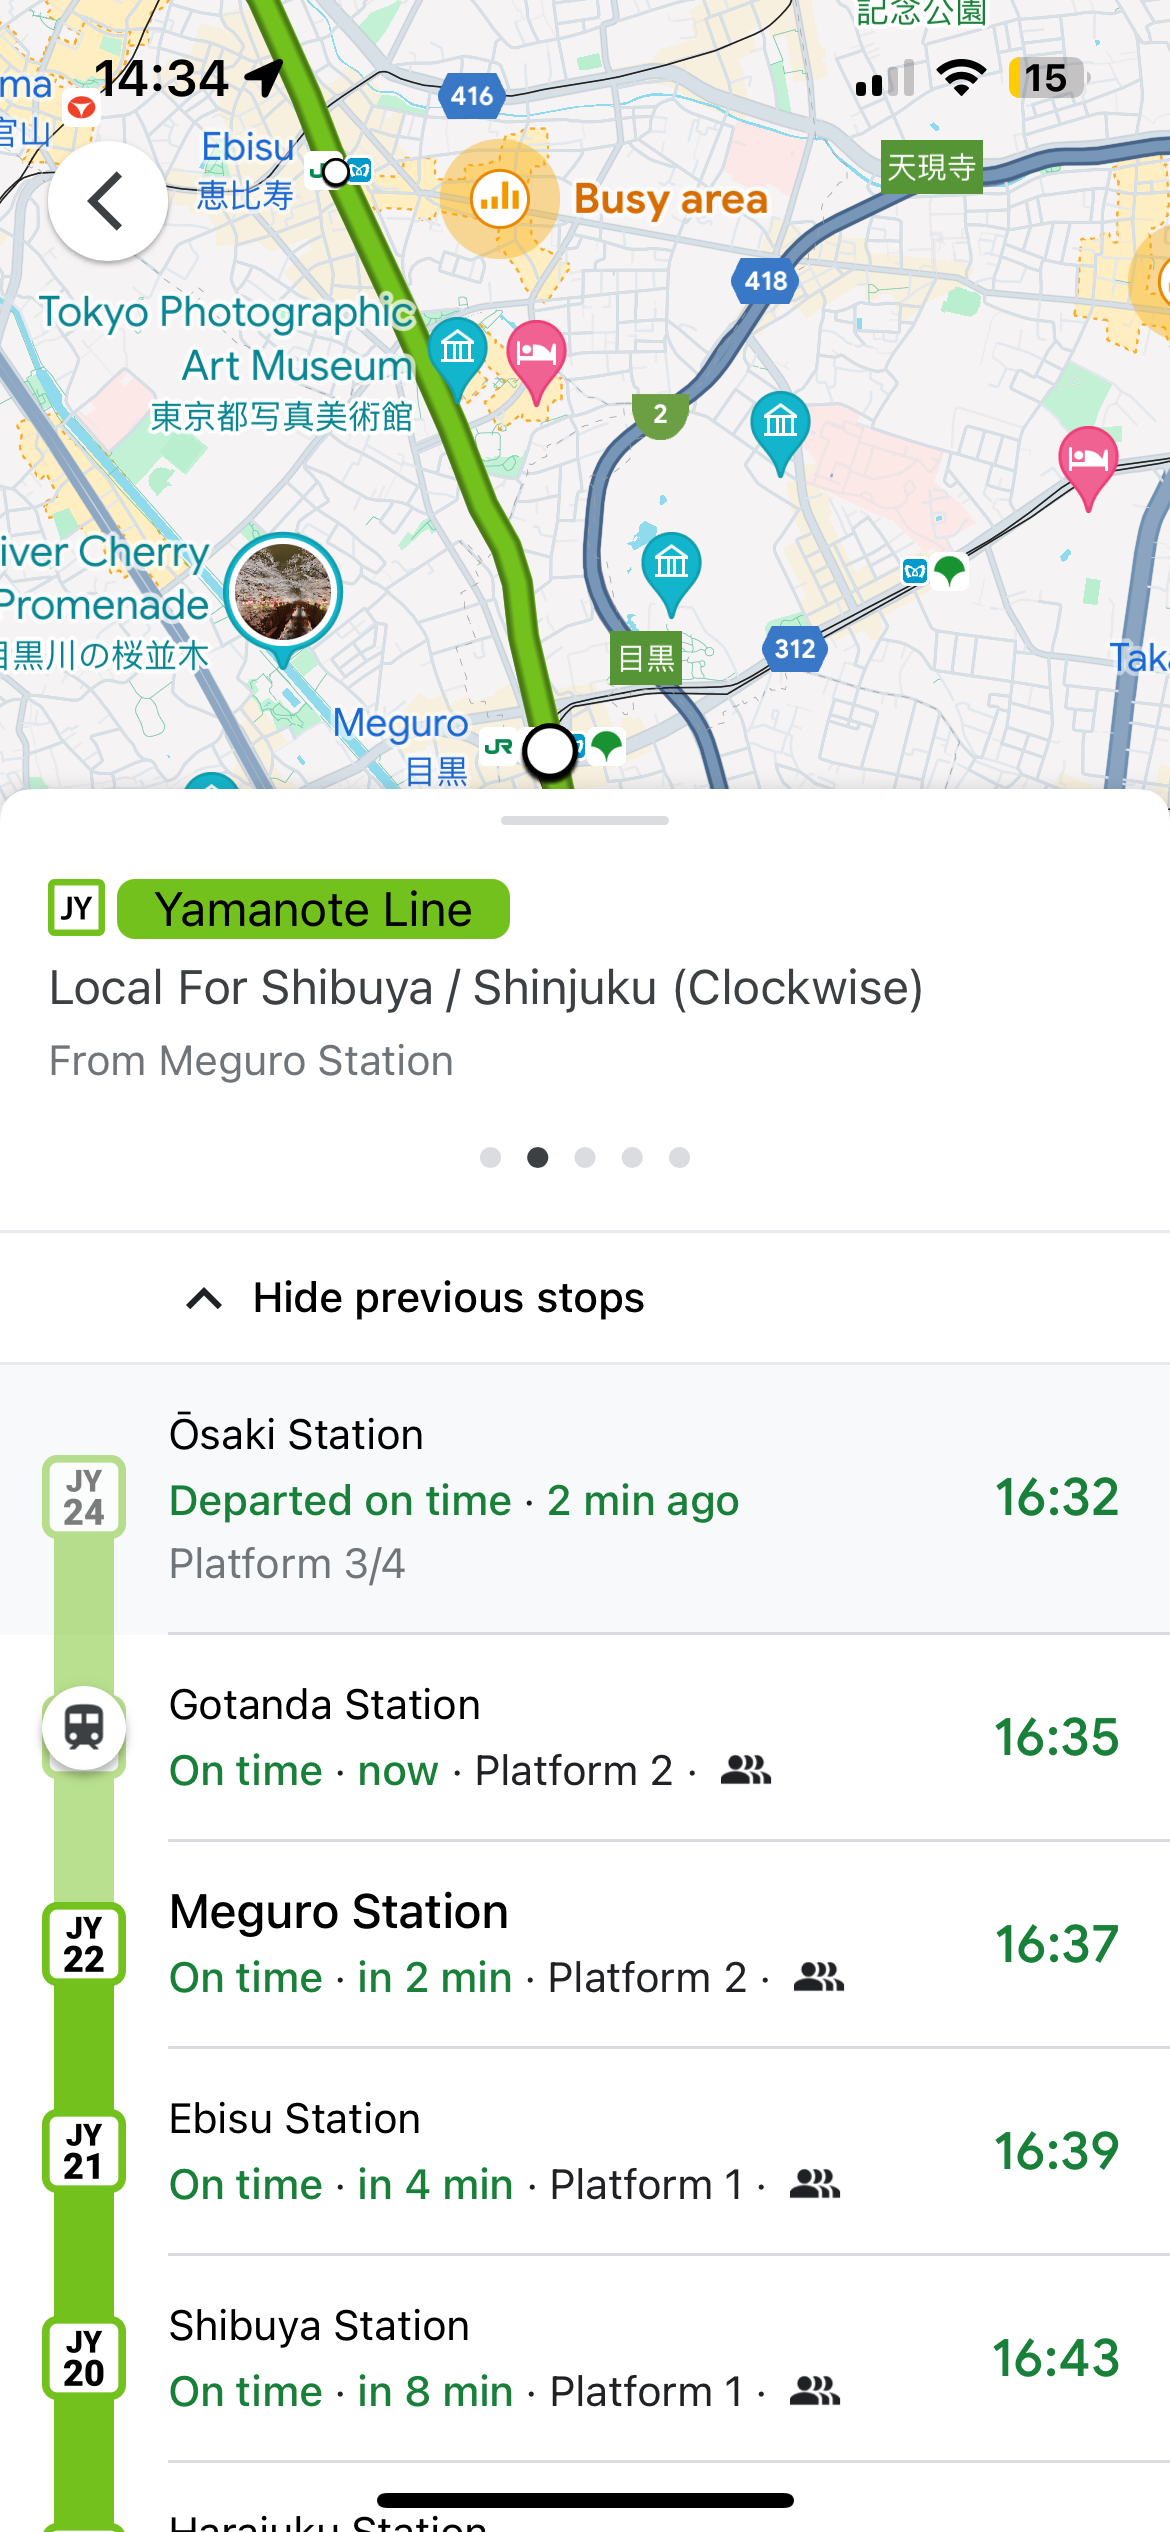 記念公園
14:34
15
ma
官山
416
Ebisu
恵比寿
天現寺
Busy area
418
Tokyo Photographic
Art Museum
東京都写真美術館
2
iver Cherry
Promenade
目黒川の桜並木
目黒
312
Taka
Meguro
目黒
JR
JY
Yamanote Line
Local For Shibuya / Shinjuku (Clockwise)
From Meguro Station
Hide previous stops
Ōsaki Station
JY
24
Departed on time · 2 min ago
16:32
Platform 3/4
Gotanda Station
On time · now · Platform 2 ·
16:35
JY
22
Meguro Station
On time · in 2 min · Platform 2 ·
16:37
JY
21
Ebisu Station
On time · in 4 min · Platform 1 ·
16:39
JY
20
Shibuya Station
On time · in 8 min · Platform 1 ·
16:43
Harajuku Station